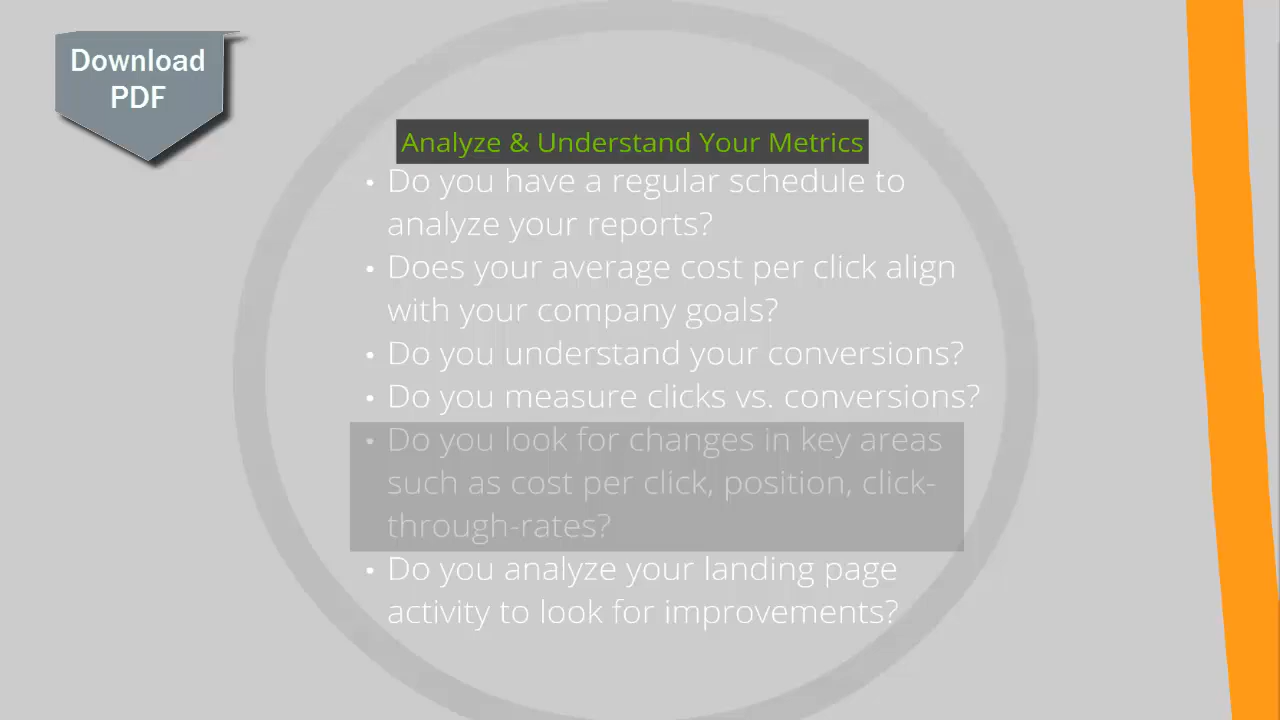 Download
PDF
Analyze & Understand Your Metrics
• Do you have a regular schedule to
analyze your reports?
• Does your average cost per click align
with your company goals?
• Do you understand your conversions?
• Do you measure clicks vs. conversions?
• Do you look for changes in key areas
such as cost per click, position, click-
through-rates?
• Do you analyze your landing page
activity to look for improvements?